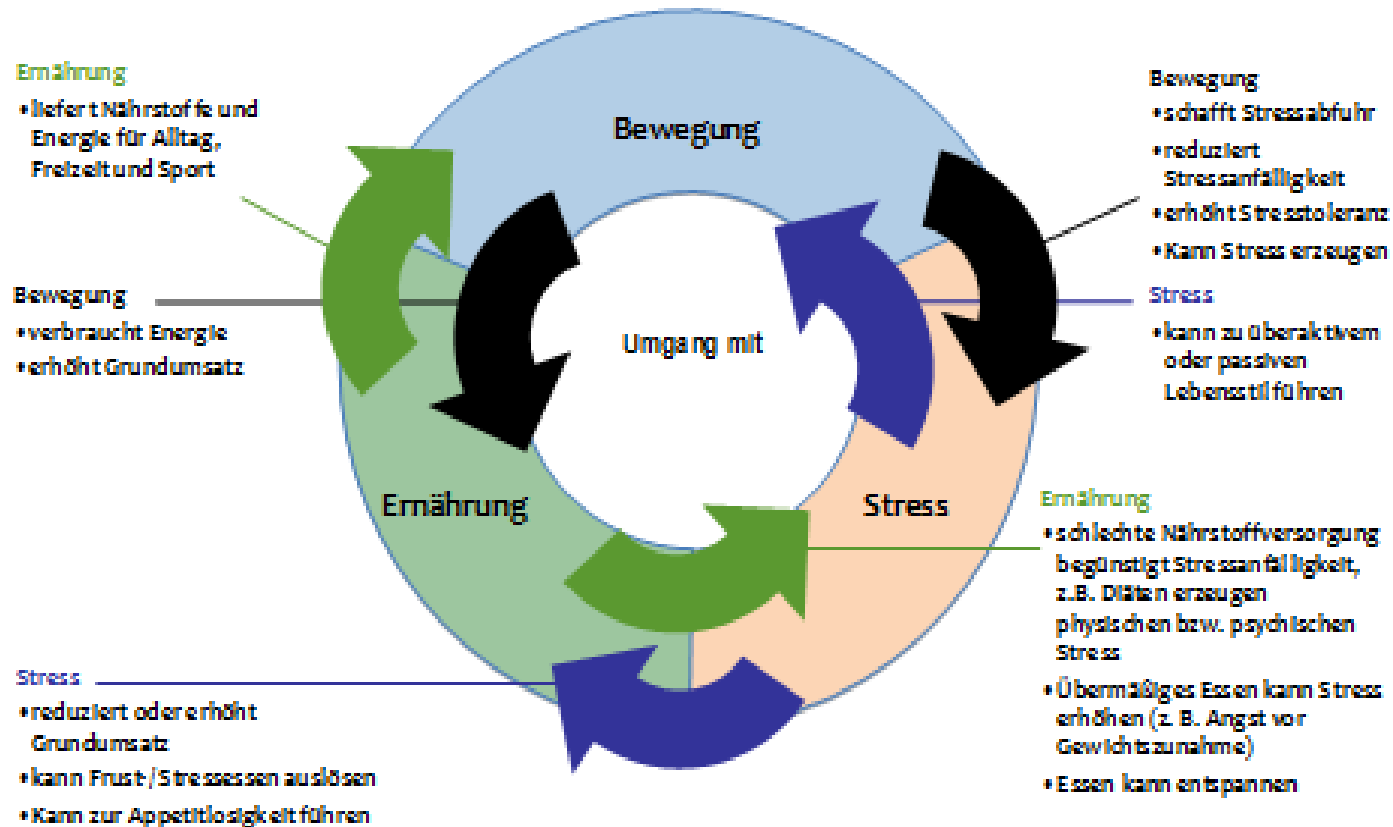 Ernährung
•liefert Nährstoffe und
Energie für Alltag,
Freizeit und Sport
Bewegung
•verbraucht Energie
•erhöht Grundumsatz
Bewegung
Umgang mit
Ernährung
Stress
Bewegung
•schafft Stressabfuhr
•reduziert
Stressanfälligkeit
•erhöht Stresstoleranz
•Kann Stress erzeugen
Stress
•kann zu überaktivem
oder passiven
Lebensstil führen
Ernährung
•schlechte Nährstoffversorgung
begünstigt Stressanfälligkeit,
z.B. Diäten erzeugen
physischen bzw. psychischen
Stress
•Übermäßiges Essen kann Stress
erhöhen (z. B. Angst vor
Gewichtszunahme)
•Essen kann entspannen
Stress
•reduziert oder erhöht
Grundumsatz
•kann Frust-/Stressessen auslösen
•Kann zur Appetitlosigkeit führen